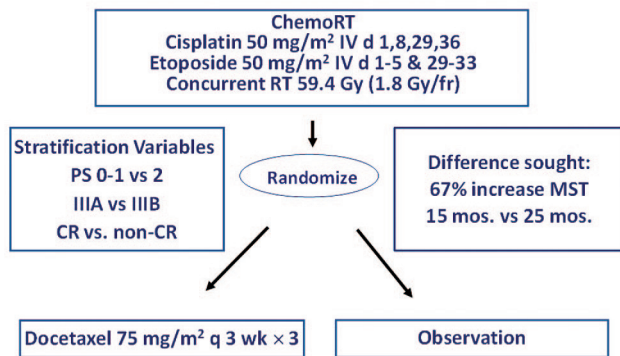 ChemoRT
Cisplatin 50 mg/m² IV d 1,8,29,36
Etoposide 50 mg/m² IV d 1-5 & 29-33
Concurrent RT 59.4 Gy (1.8 Gy/fr)
Stratification Variables
PS 0-1 vs 2
IIIA vs IIIB
CR vs. non-CR
Randomize
Difference sought:
67% increase MST
15 mos. vs 25 mos.
Docetaxel 75 mg/m² q 3 wk × 3
Observation